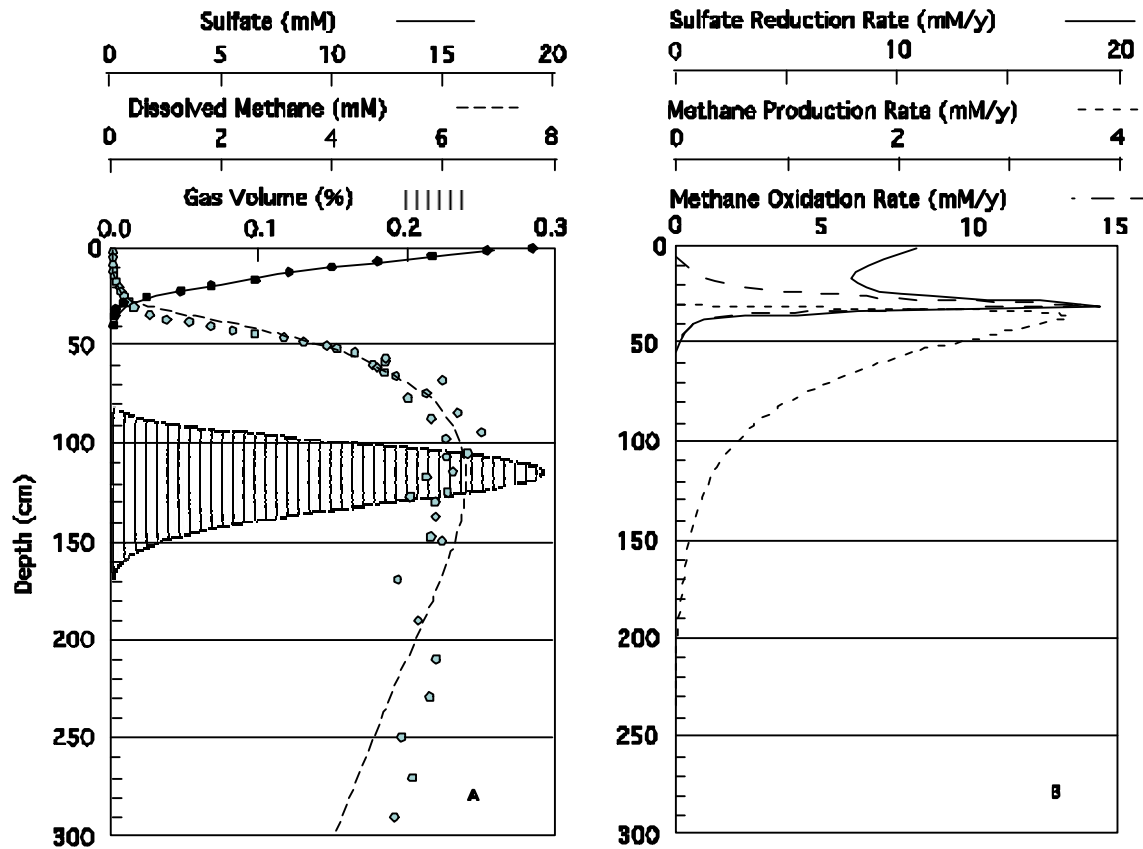 Sulfate (mM)
0 5 10 15 20
Dissolved Methane (mM)
0 2 4 6 8
Gas Volume (%)
0.0 0.1 0.2 0.3
0
50
100
150
200
250
300
Depth (cm)
A
Sulfate Reduction Rate (mM/y)
0 10 20
Methane Production Rate (mM/y)
0 2 4
Methane Oxidation Rate (mM/y)
0 5 10 15
0
50
100
150
200
250
300
B